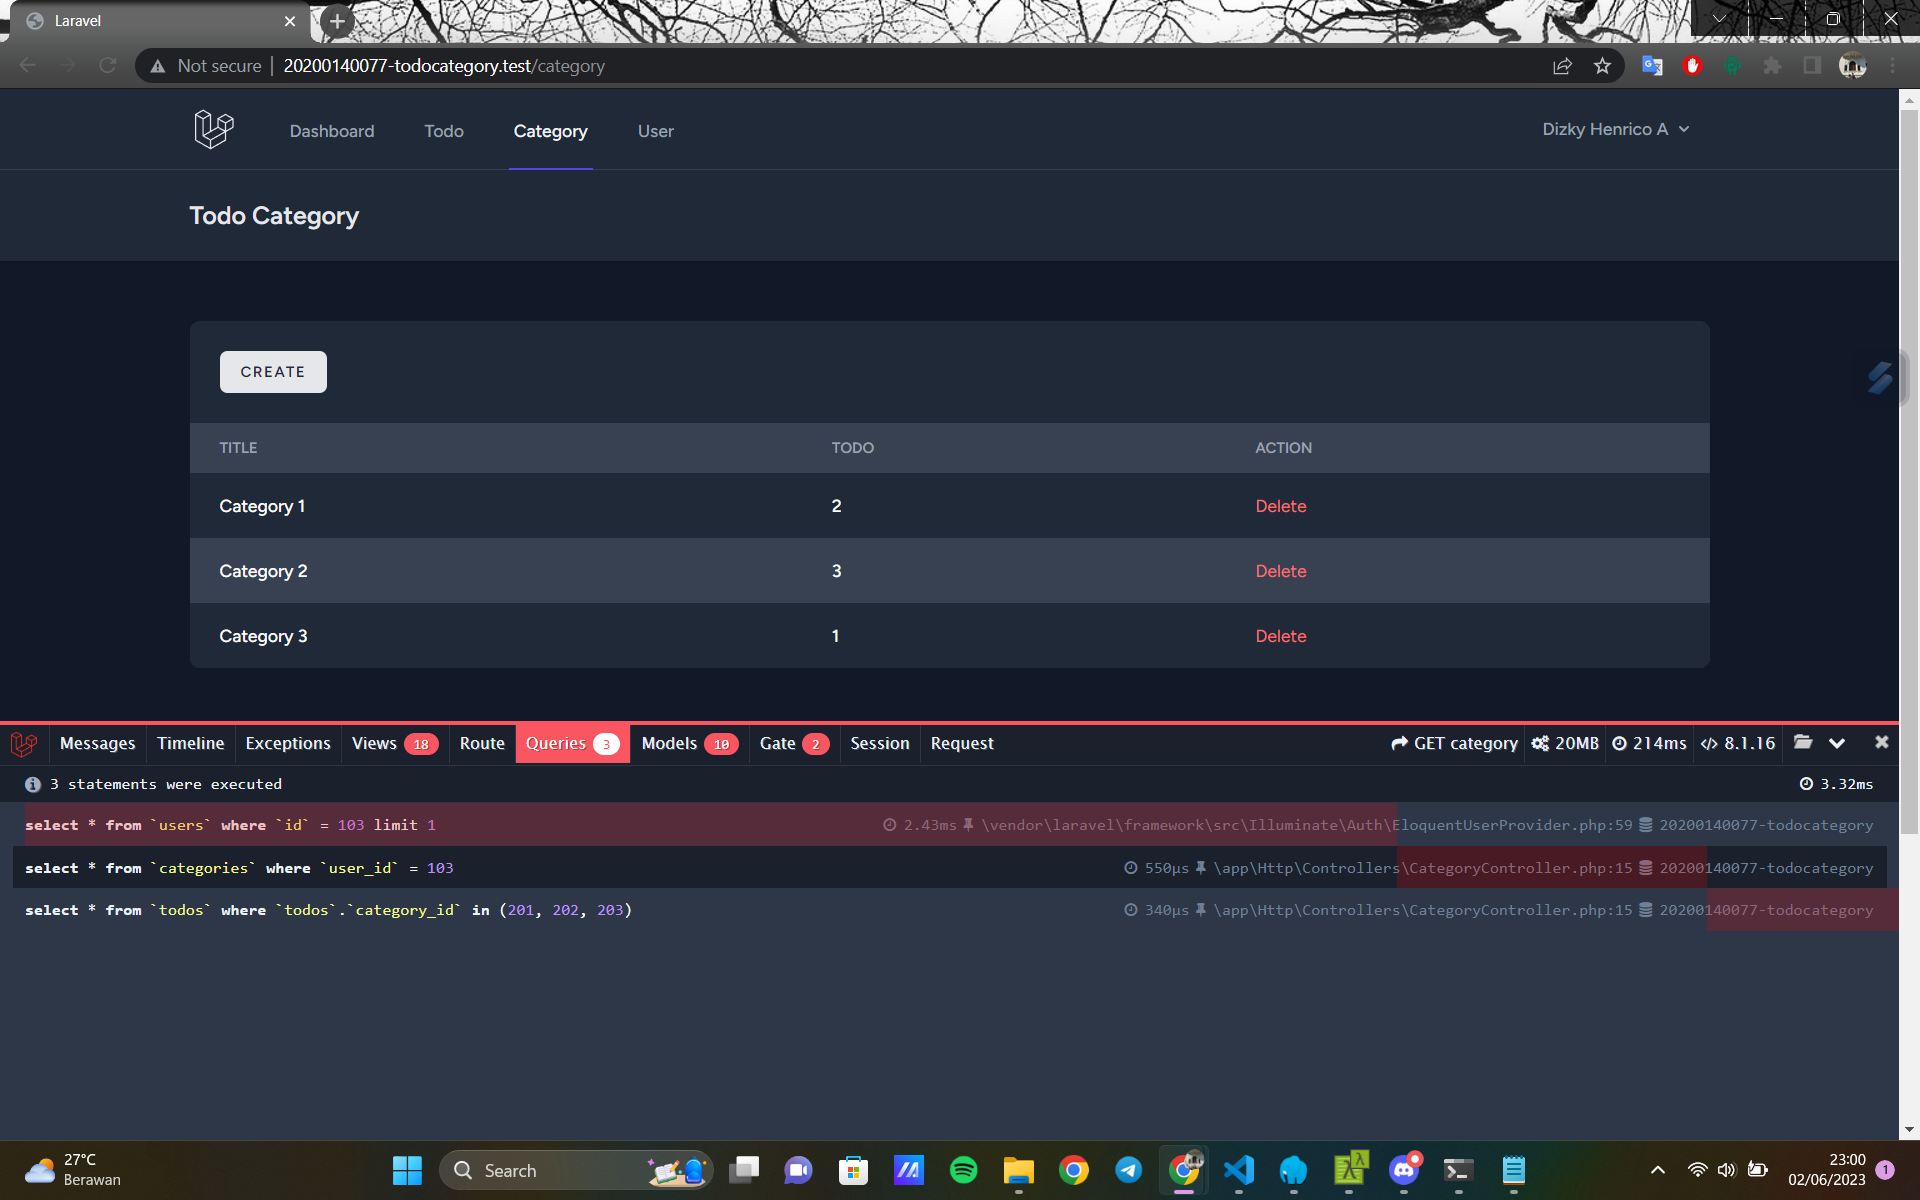 Laravel
Not secure | 20200140077-todocategory.test/category
Dashboard Todo Category User Dizky Henrico A
Todo Category
CREATE
TITLE TODO ACTION
Category 1 2 Delete
Category 2 3 Delete
Category 3 1 Delete
Messages Timeline Exceptions Views 18 Route Queries 3 Models 10 Gate 2 Session Request GET category 20MB 214ms </> 8.1.16
3 statements were executed 3.32ms
select * from `users` where `id` = 103 limit 1 2.43ms \vendor\laravel\framework\src\Illuminate\Auth\EloquentUserProvider.php:59 20200140077-todocategory
select * from `categories` where `user_id` = 103 550μs \app\Http\Controllers\CategoryController.php:15 20200140077-todocategory
select * from `todos` where `todos`.`category_id` in (201, 202, 203) 340μs \app\Http\Controllers\CategoryController.php:15 20200140077-todocategory
27°C
Berawan
Search
23:00
02/06/2023
1